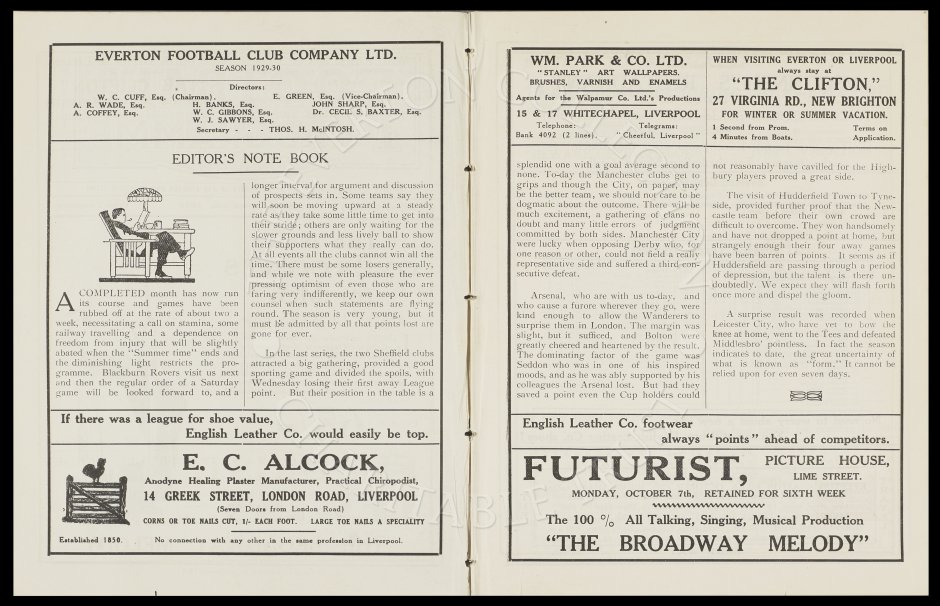 EVERTON FOOTBALL CLUB COMPANY LTD.
SEASON 1929-30
Directors:
W. C. CUFF, Esq. (Chairman). E. GREEN, Esq. (Vice-Chairman).
A. R. WADE, Esq. H. BANKS, Esq. JOHN SHARP, Esq.
A. COFFEY, Esq. W. C. GIBBONS, Esq. Dr. CECIL S. BAXTER, Esq.
W. J. SAWYER, Esq.
Secretary - - - THOS. H. McINTOSH.
EDITOR'S NOTE BOOK
A COMPLETED month has now run
its course and games have been
rubbed off at the rate of about two a
week, necessitating a call on stamina, some
railway travelling and a dependence on
freedom from injury that will be slightly
abated when the "Summer time" ends and
the diminishing light restricts the pro-
gramme. Blackburn Rovers visit us next
and then the regular order of a Saturday
game will be looked forward to, and a
longer interval for argument and discussion
of prospects sets in. Some teams say they
will soon be moving upward at a steady
rate as they take some little time to get into
their stride; others are only waiting for the
slower grounds and less lively ball to show
their supporters what they really can do.
At all events all the clubs cannot win all the
time. There must be some losers generally,
and while we note with pleasure the ever
pressing optimism of even those who are
faring very indifferently, we keep our own
counsel when such statements are flying
round. The season is very young, but it
must be admitted by all that points lost are
gone for ever.
In the last series, the two Sheffield clubs
attracted a big gathering, provided a good
sporting game and divided the spoils, with
Wednesday losing their first away League
point. But their position in the table is a
If there was a league for shoe value,
English Leather Co. would easily be top.
E. C. ALCOCK,
Anodyne Healing Plaster Manufacturer, Practical Chiropodist,
14 GREEK STREET, LONDON ROAD, LIVERPOOL
(Seven Doors from London Road)
CORNS OR TOE NAILS CUT, 1/- EACH FOOT. LARGE TOE NAILS A SPECIALITY
Established 1850. No connection with any other in the same profession in Liverpool.
WM. PARK & CO. LTD.
"STANLEY" ART WALLPAPERS.
BRUSHES, VARNISH AND ENAMELS
Agents for the Walpamur Co. Ltd.'s Productions
15 & 17 WHITECHAPEL, LIVERPOOL
Telephone: Telegrams:
Bank 4092 (2 lines). "Cheerful, Liverpool"
WHEN VISITING EVERTON OR LIVERPOOL
always stay at
"THE CLIFTON,"
27 VIRGINIA RD., NEW BRIGHTON
FOR WINTER OR SUMMER VACATION.
1 Second from Prom. Terms on
4 Minutes from Boats. Application.
splendid one with a goal average second to
none. To-day the Manchester clubs get to
grips and though the City, on paper, may
be the better team, we should not care to be
dogmatic about the outcome. There will be
much excitement, a gathering of clans no
doubt and many little errors of judgment
committed by both sides. Manchester City
were lucky when opposing Derby who, for
one reason or other, could not field a really
representative side and suffered a third con-
secutive defeat.
Arsenal, who are with us to-day, and
who cause a furore wherever they go, were
kind enough to allow the Wanderers to
surprise them in London. The margin was
slight, but it sufficed, and Bolton were
greatly cheered and heartened by the result.
The dominating factor of the game was
Seddon who was in one of his inspired
moods, and as he was ably supported by his
colleagues the Arsenal lost. But had they
saved a point even the Cup holders could
not reasonably have cavilled for the High-
bury players proved a great side.
The visit of Hudderfield Town to Tyne-
side, provided further proof that the New-
castle team before their own crowd are
difficult to overcome. They won handsomely
and have not dropped a point at home, but
strangely enough their four away games
have been barren of points. It seems as if
Huddersfield are passing through a period
of depression, but the talent is there un-
doubtedly. We expect they will flash forth
once more and dispel the gloom.
A surprise result was recorded when
Leicester City, who have yet to bow the
knee at home, went to the Tees and defeated
Middlesbro' pointless. In fact the season
indicates to date, the great uncertainty of
what is known as "form." It cannot be
relied upon for even seven days.
English Leather Co. footwear
always "points" ahead of competitors.
FUTURIST, PICTURE HOUSE,
LIME STREET.
MONDAY, OCTOBER 7th, RETAINED FOR SIXTH WEEK
The 100 % All Talking, Singing, Musical Production
"THE BROADWAY MELODY"